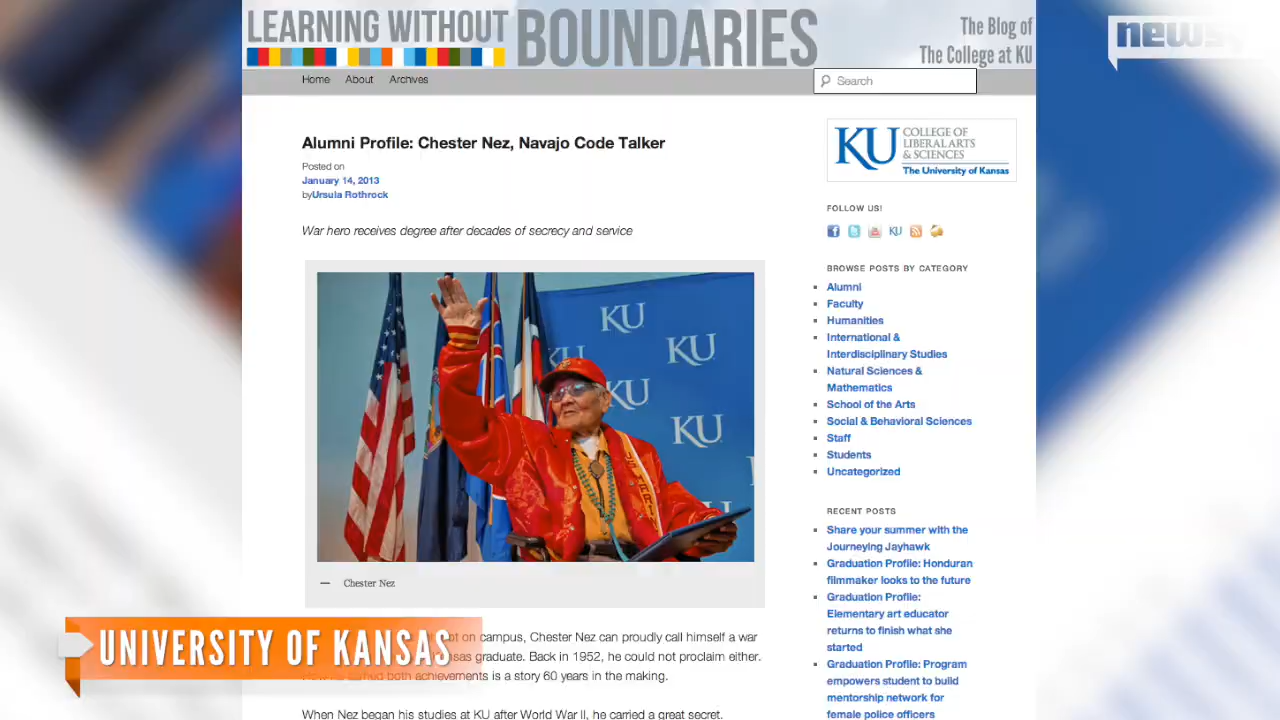 LEARNING WITHOUT BOUNDARIES
The Blog of
The College at KU
newsy
Home About Archives
Search
Alumni Profile: Chester Nez, Navajo Code Talker
Posted on
January 14, 2013
byUrsula Rothrock
War hero receives degree after decades of secrecy and service
KU
KU
KU
KU
KU
— Chester Nez
on campus, Chester Nez can proudly call himself a war
graduate. Back in 1952, he could not proclaim either.
both achievements is a story 60 years in the making.
When Nez began his studies at KU after World War II, he carried a great secret.
UNIVERSITY OF KANSAS
KU COLLEGE OF
LIBERAL ARTS
& SCIENCES
The University of Kansas
FOLLOW US!
KU
BROWSE POSTS BY CATEGORY
Alumni
Faculty
Humanities
International &
Interdisciplinary Studies
Natural Sciences &
Mathematics
School of the Arts
Social & Behavioral Sciences
Staff
Students
Uncategorized
RECENT POSTS
Share your summer with the
Journeying Jayhawk
Graduation Profile: Honduran
filmmaker looks to the future
Graduation Profile:
Elementary art educator
returns to finish what she
started
Graduation Profile: Program
empowers student to build
mentorship network for
female police officers